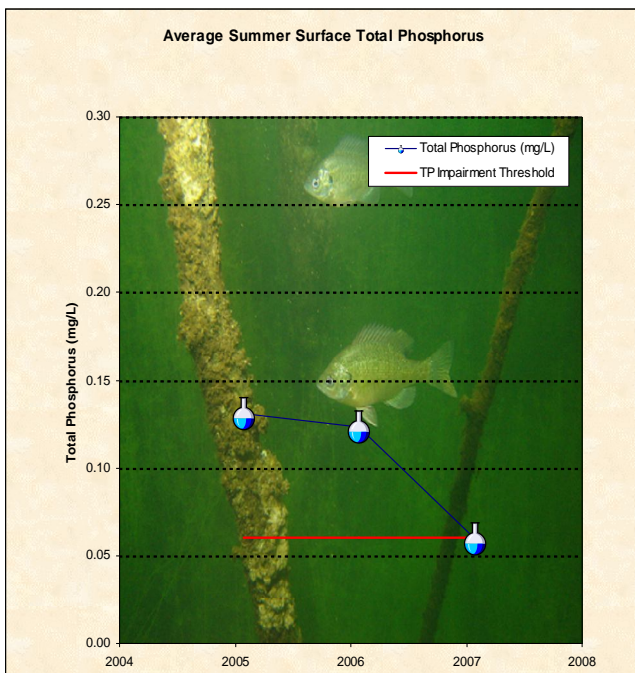 Average Summer Surface Total Phosphorus
Total Phosphorus (mg/L)
TP Impairment Threshold
Total Phosphorus (mg/L)
0.30
0.25
0.20
0.15
0.10
0.05
0.00
2004 2005 2006 2007 2008